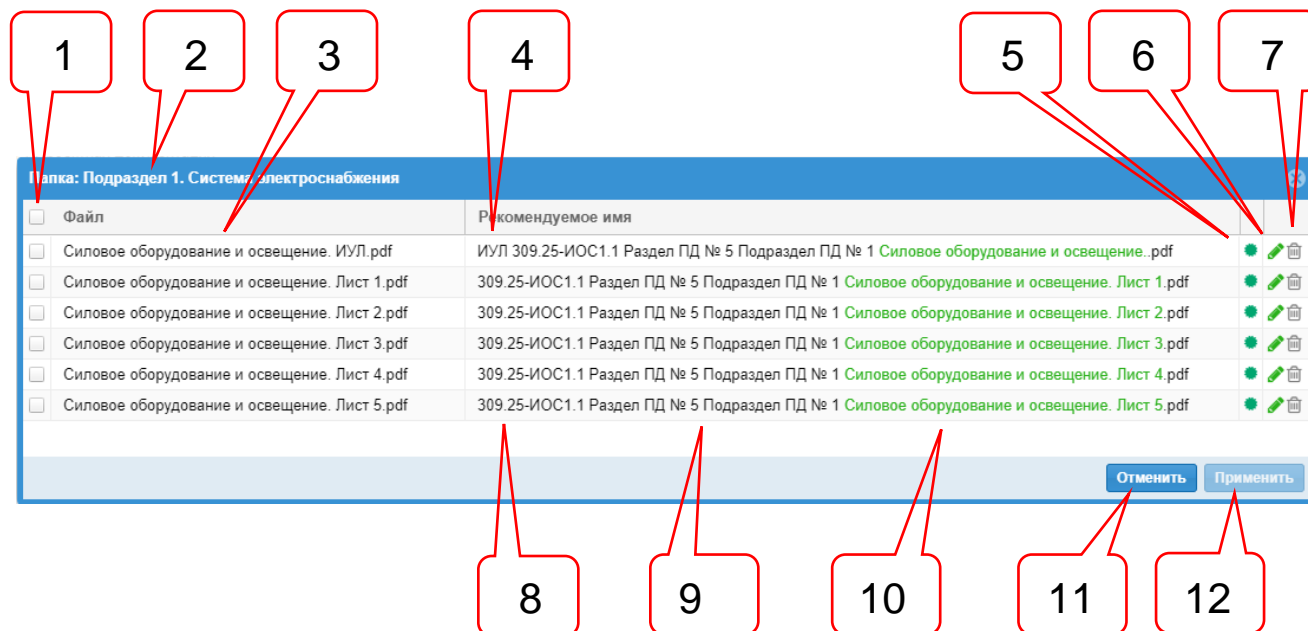 1 2 3 4 5 6 7
Папка: Подраздел 1. Система электроснабжения
Файл Рекомендуемое имя
Силовое оборудование и освещение. ИУЛ.pdf ИУЛ 309.25-ИОС1.1 Раздел ПД № 5 Подраздел ПД № 1 Силовое оборудование и освещение..pdf
Силовое оборудование и освещение. Лист 1.pdf 309.25-ИОС1.1 Раздел ПД № 5 Подраздел ПД № 1 Силовое оборудование и освещение. Лист 1.pdf
Силовое оборудование и освещение. Лист 2.pdf 309.25-ИОС1.1 Раздел ПД № 5 Подраздел ПД № 1 Силовое оборудование и освещение. Лист 2.pdf
Силовое оборудование и освещение. Лист 3.pdf 309.25-ИОС1.1 Раздел ПД № 5 Подраздел ПД № 1 Силовое оборудование и освещение. Лист 3.pdf
Силовое оборудование и освещение. Лист 4.pdf 309.25-ИОС1.1 Раздел ПД № 5 Подраздел ПД № 1 Силовое оборудование и освещение. Лист 4.pdf
Силовое оборудование и освещение. Лист 5.pdf 309.25-ИОС1.1 Раздел ПД № 5 Подраздел ПД № 1 Силовое оборудование и освещение. Лист 5.pdf
Отменить Применить
8 9 10 11 12